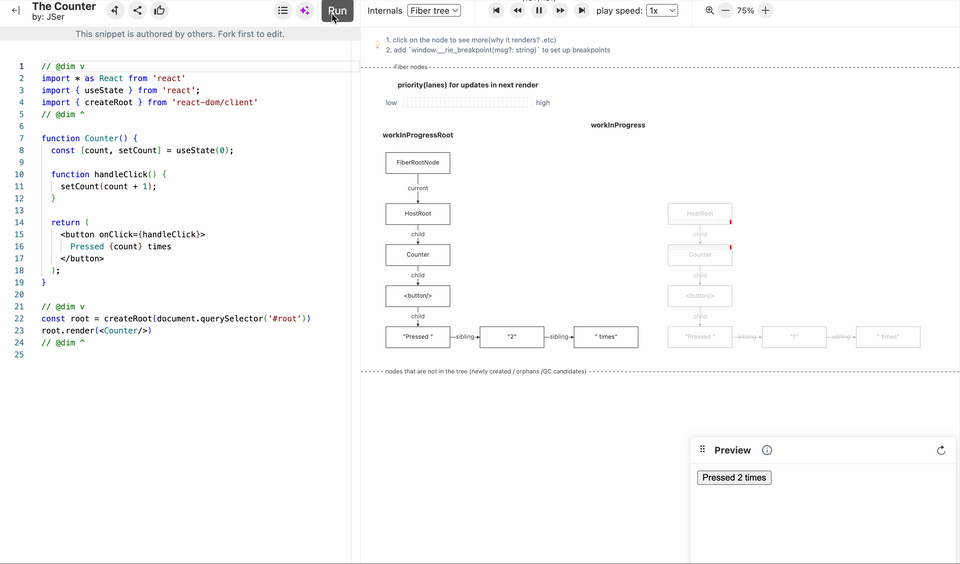 The Counter
by: JSer
Run
This snippet is authored by others. Fork first to edit.
1 // @dim v
2 import * as React from 'react'
3 import { useState } from 'react';
4 import { createRoot } from 'react-dom/client'
5 // @dim ^
6
7 function Counter() {
8 const [count, setCount] = useState(0);
9
10 function handleClick() {
11 setCount(count + 1);
12 }
13
14 return (
15 <button onClick={handleClick}>
16 Pressed {count} times
17 </button>
18 );
19 }
20
21 // @dim v
22 const root = createRoot(document.querySelector('#root'))
23 root.render(<Counter/>)
24 // @dim ^
25
Internals Fiber tree play speed: 1x 75%
1. click on the node to see more(why it renders? .etc)
2. add `window.__rie_breakpoint(msg?: string)` to set up breakpoints
Fiber nodes
priority(lanes) for updates in next render
low high
workInProgressRoot
workInProgress
FiberRootNode
current
HostRoot
child
Counter
child
<button/>
child
"Pressed " sibling "2" sibling " times"
HostRoot
child
Counter
child
<button/>
child
"Pressed " sibling "1" sibling " times"
nodes that are not in the tree (newly created / orphans /GC candidates)
Preview
Pressed 2 times